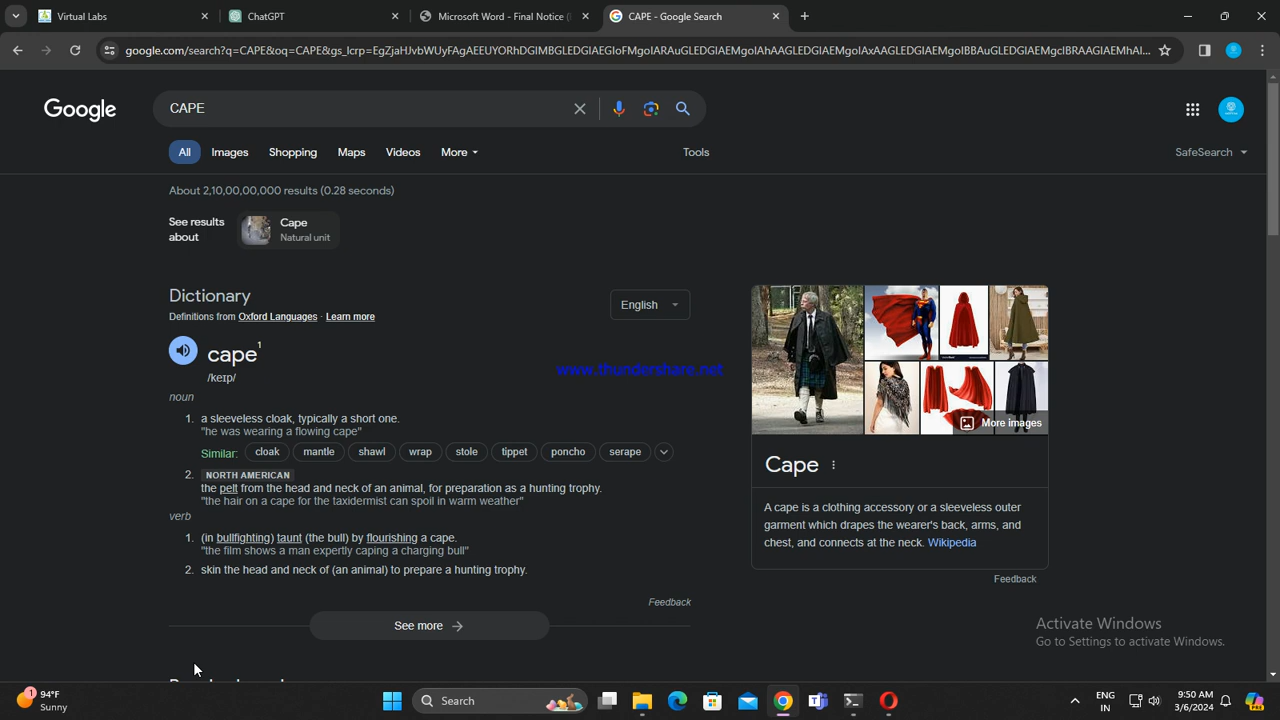 Virtual Labs
ChatGPT
Microsoft Word - Final Notice (
CAPE - Google Search
google.com/search?q=CAPE&oq=CAPE&gs_lcrp=
Google
CAPE
All Images Shopping Maps Videos More Tools SafeSearch
About 2,10,00,00,000 results (0.28 seconds)
See results about
Cape
Natural unit
Dictionary
English
Definitions from Oxford Languages · Learn more
cape1
/keɪp/
www.thundershare.net
noun
1. a sleeveless cloak, typically a short one.
"he was wearing a flowing cape"
Similar: cloak mantle shawl wrap stole tippet poncho serape
2. NORTH AMERICAN
the pelt from the head and neck of an animal, for preparation as a hunting trophy.
"the hair on a cape for the taxidermist can spoil in warm weather"
verb
1. (in bullfighting) taunt (the bull) by flourishing a cape.
"the film shows a man expertly caping a charging bull"
2. skin the head and neck of (an animal) to prepare a hunting trophy.
Feedback
See more
More images
Cape
A cape is a clothing accessory or a sleeveless outer
garment which drapes the wearer's back, arms, and
chest, and connects at the neck. Wikipedia
Feedback
Activate Windows
Go to Settings to activate Windows.
1
94°F
Sunny
Search
ENG
IN
9:50 AM
3/6/2024